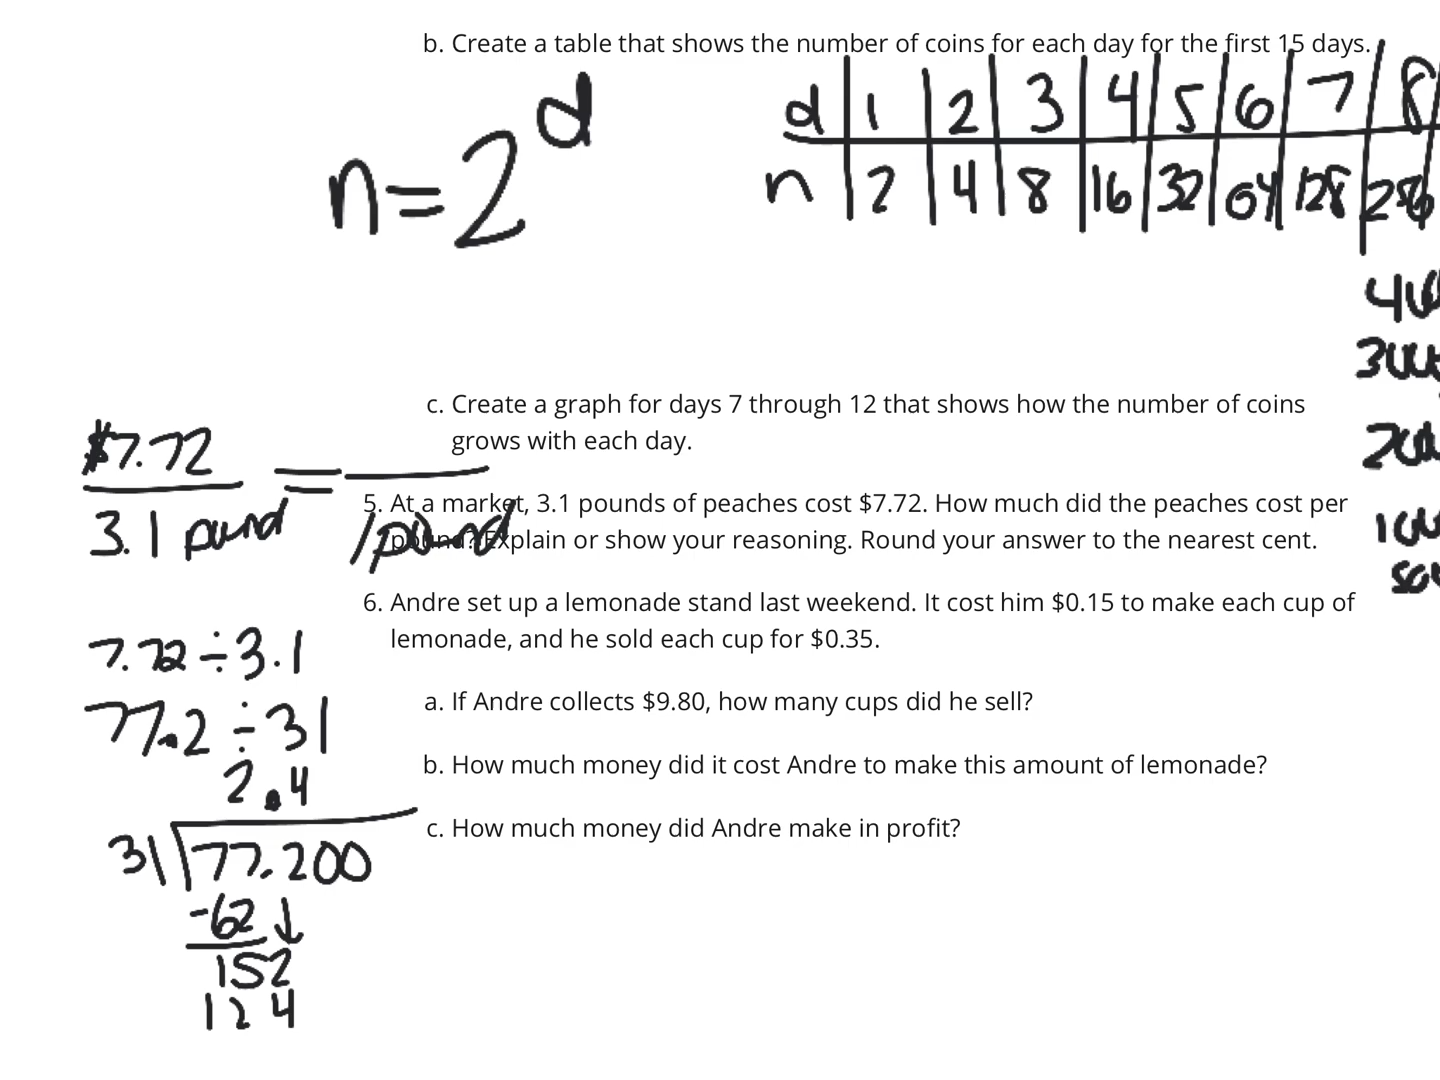 b. Create a table that shows the number of coins for each day for the first 15 days.
d 1 2 3 4 5 6 7 8
n 2 4 8 16 32 64 128 256
n=2^d
c. Create a graph for days 7 through 12 that shows how the number of coins
grows with each day.
$7.72
3.1 pound
=
1 pound
5. At a market, 3.1 pounds of peaches cost $7.72. How much did the peaches cost per
pound? Explain or show your reasoning. Round your answer to the nearest cent.
6. Andre set up a lemonade stand last weekend. It cost him $0.15 to make each cup of
lemonade, and he sold each cup for $0.35.
a. If Andre collects $9.80, how many cups did he sell?
b. How much money did it cost Andre to make this amount of lemonade?
c. How much money did Andre make in profit?
7.72÷3.1
77.2÷31
2.4
31 77.200
-62↓
152
124